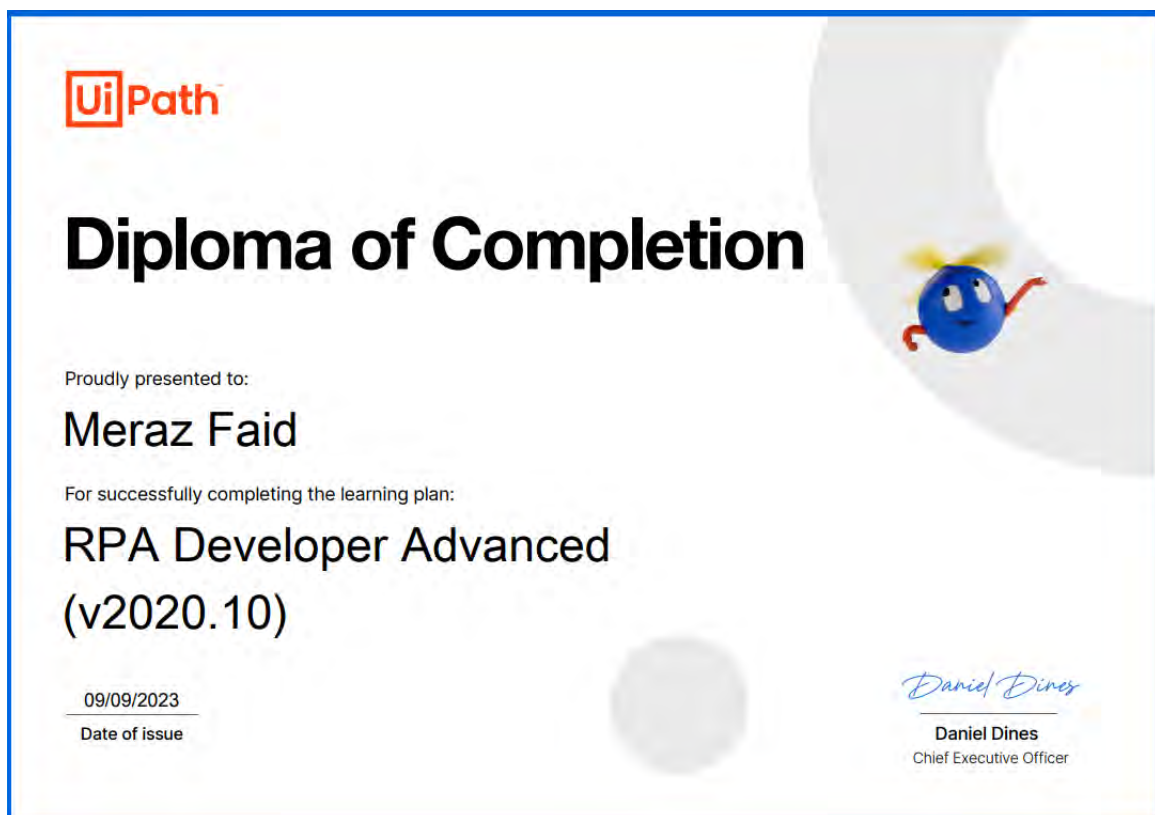 UiPath
Diploma of Completion
Proudly presented to:
Meraz Faid
For successfully completing the learning plan:
RPA Developer Advanced
(v2020.10)
09/09/2023
Date of issue
Daniel Dines
Daniel Dines
Chief Executive Officer